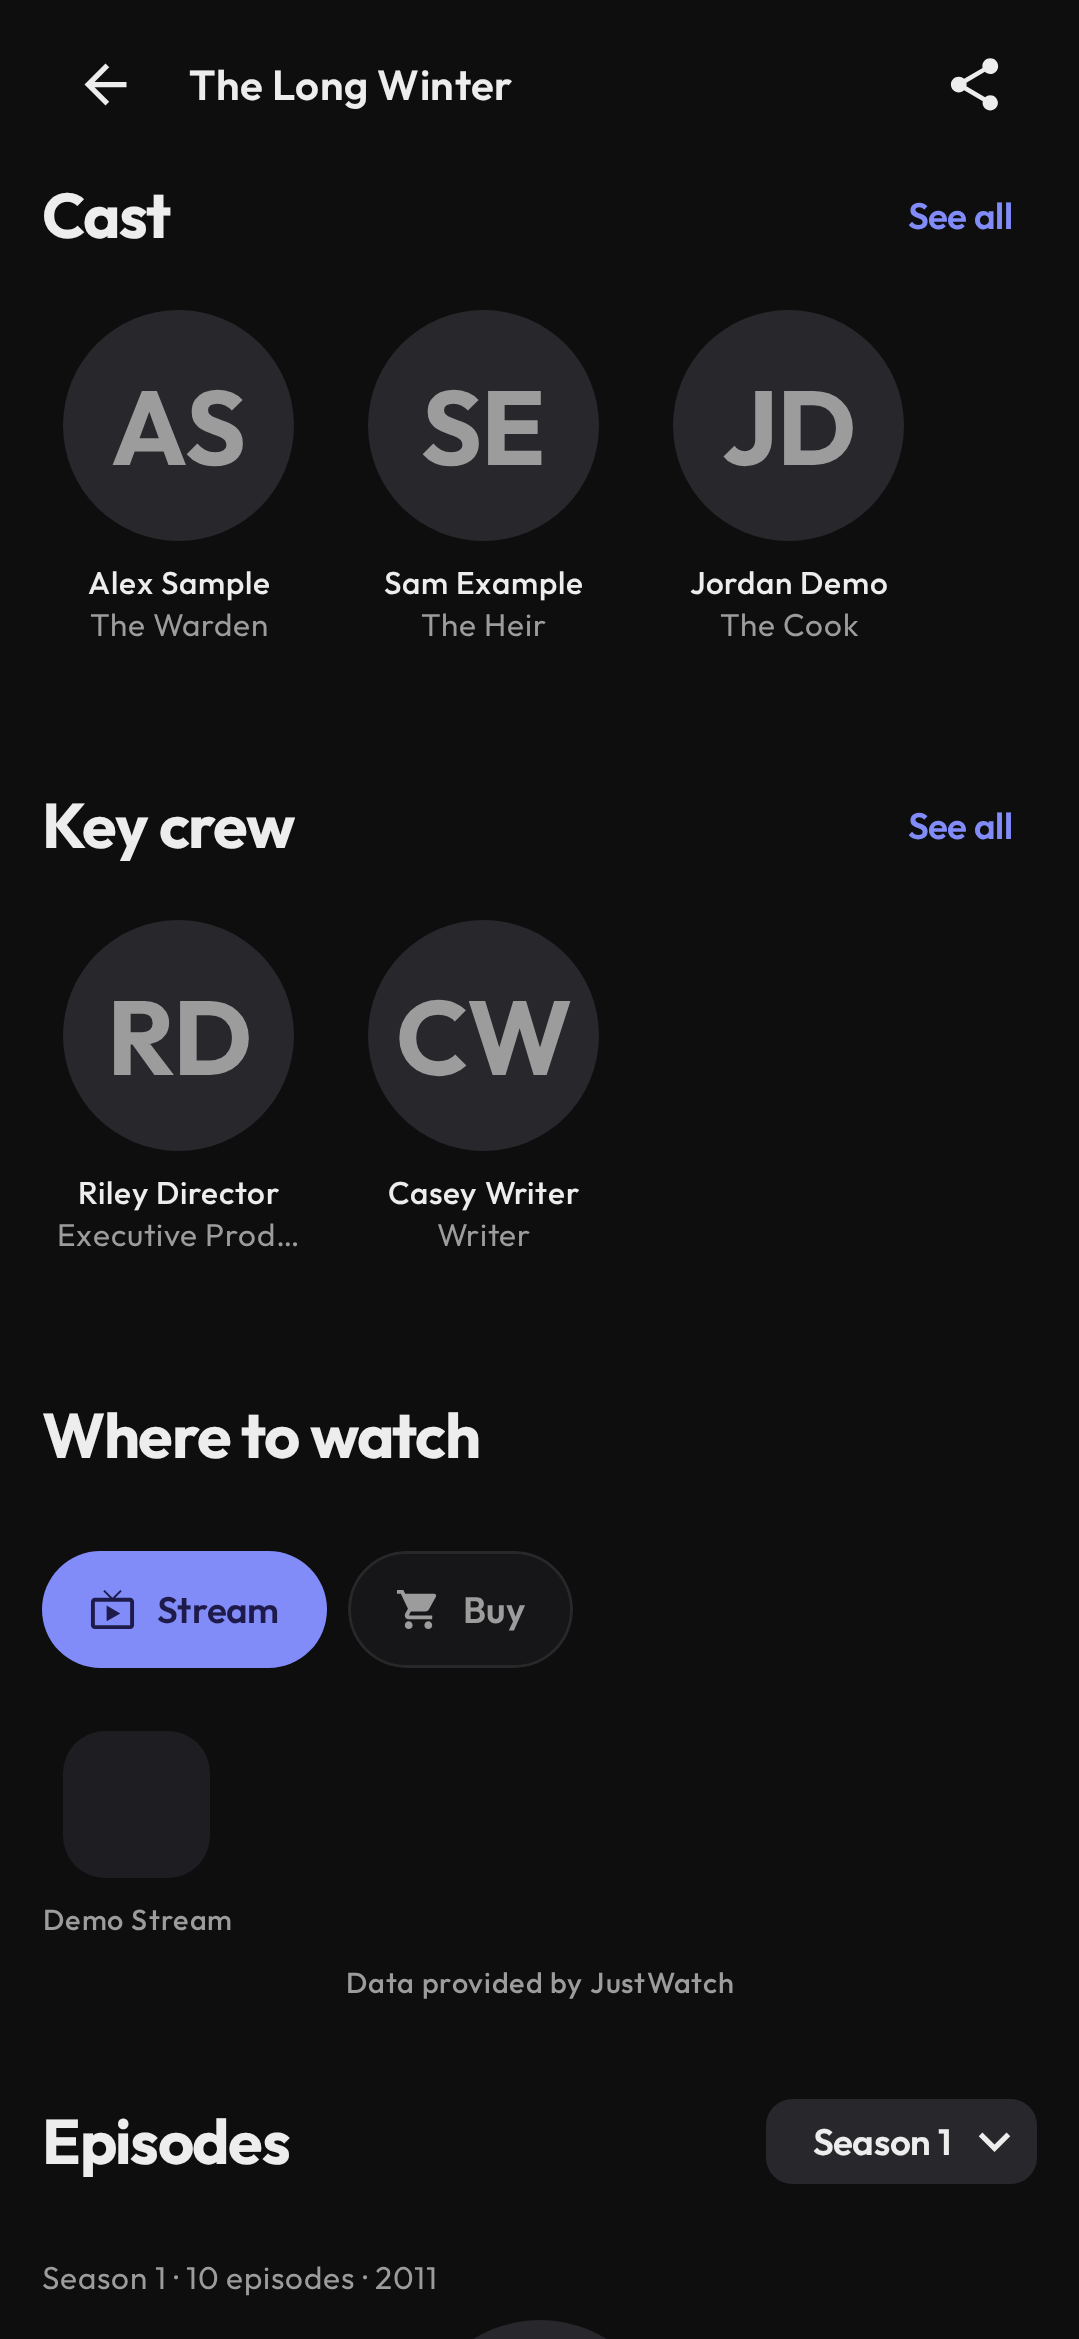 The Long Winter
Cast
See all
AS
SE
JD
Alex Sample
Sam Example
Jordan Demo
The Warden
The Heir
The Cook
Key crew
See all
RD
CW
Riley Director
Casey Writer
Executive Prod...
Writer
Where to watch
Stream
Buy
Demo Stream
Data provided by JustWatch
Episodes
Season 1
Season 1 · 10 episodes · 2011